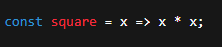 const square = x => x * x;